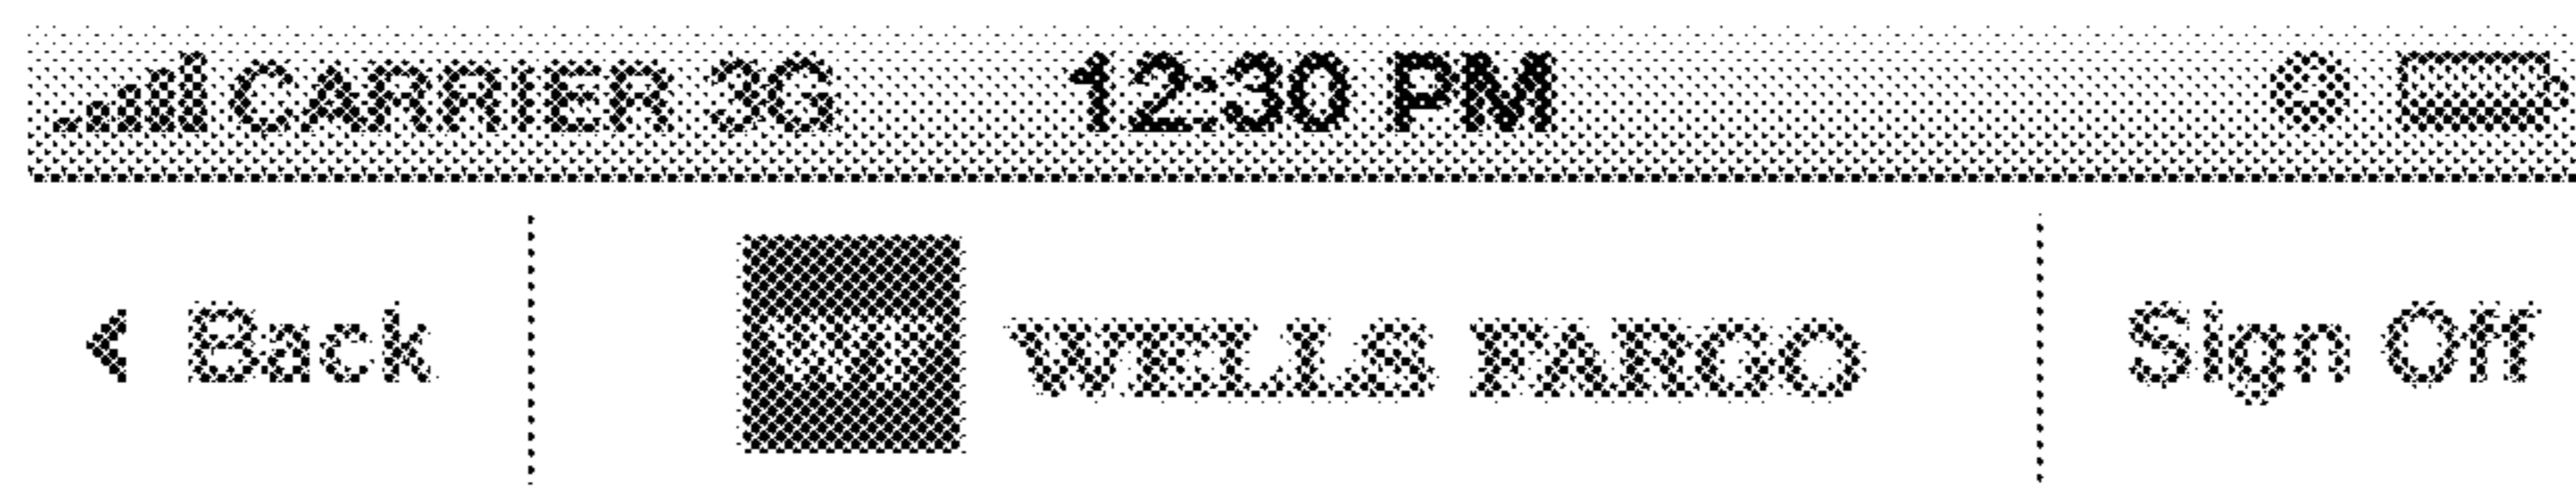 CARRIER 3G 12:30 PM
Back WELLS FARGO Sign Off